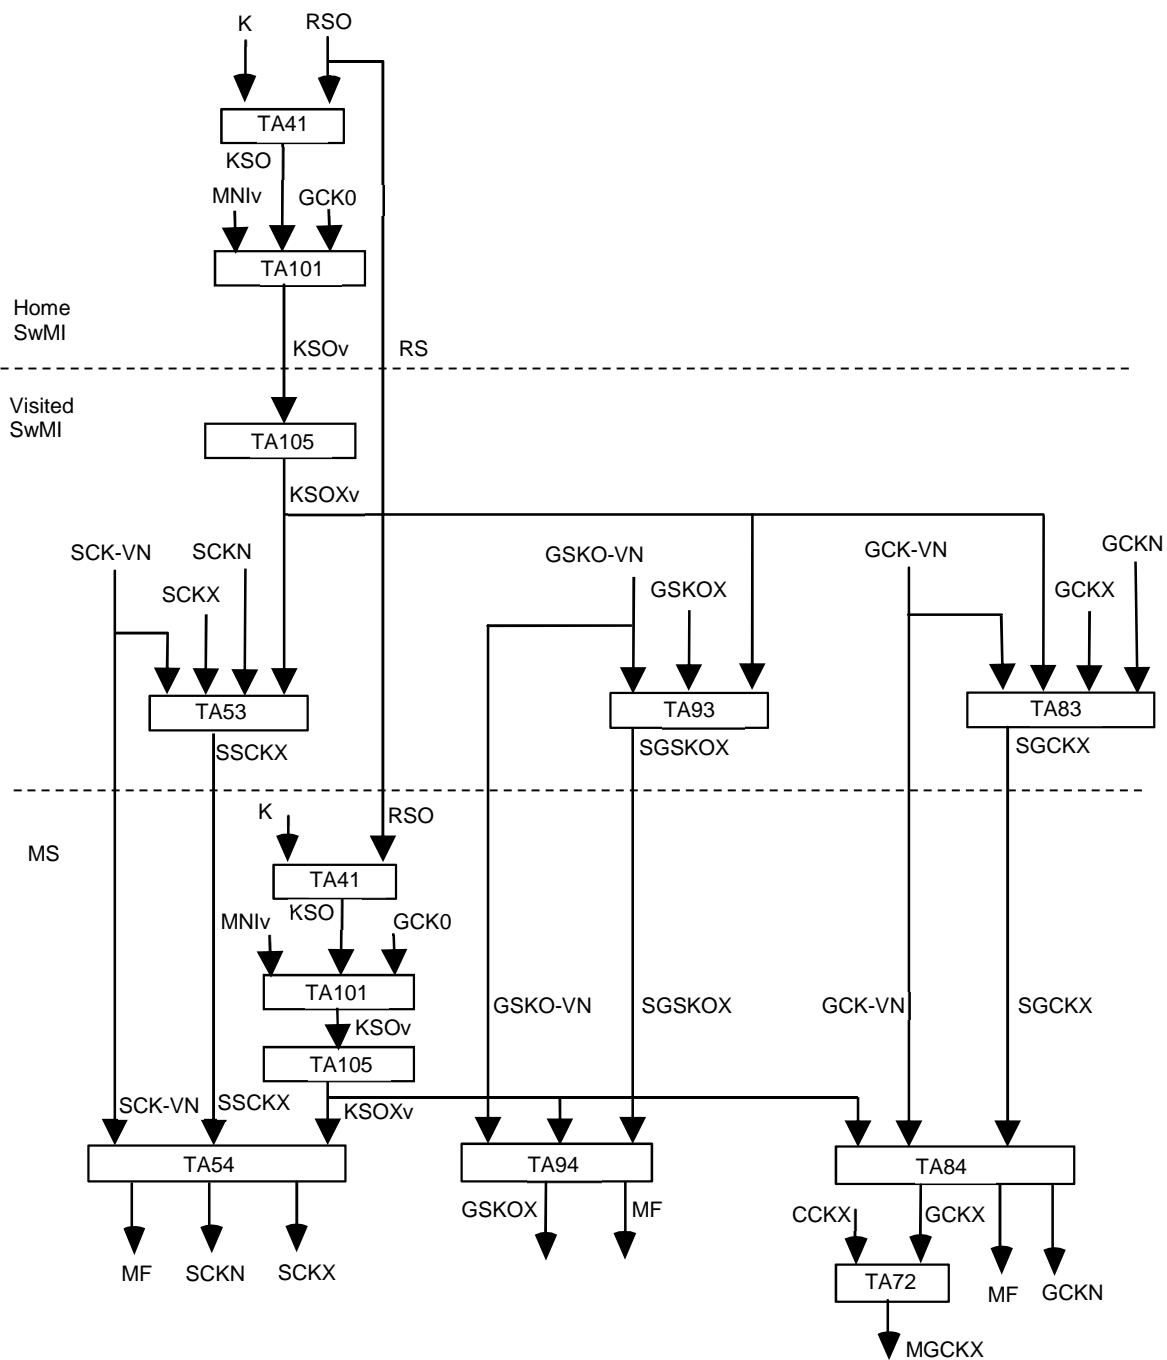 K
RSO
TA41
KSO
MNIv
GCK0
TA101
Home
SwMI
KSOv
RS
Visited
SwMI
TA105
KSOXv
SCK-VN
SCKN
SCKX
GSKO-VN
GSKOX
GCK-VN
GCKX
GCKN
TA53
TA93
TA83
SSCKX
SGSKOX
SGCKX
K
RSO
MS
TA41
KSO
MNIv
GCK0
TA101
GSKO-VN
SGSKOX
GCK-VN
SGCKX
KSOv
TA105
SCK-VN
SSCKX
KSOXv
TA54
TA94
TA84
GSKOX
MF
CCKX
GCKX
MF
SCKN
SCKX
TA72
MF
GCKN
MGCKX